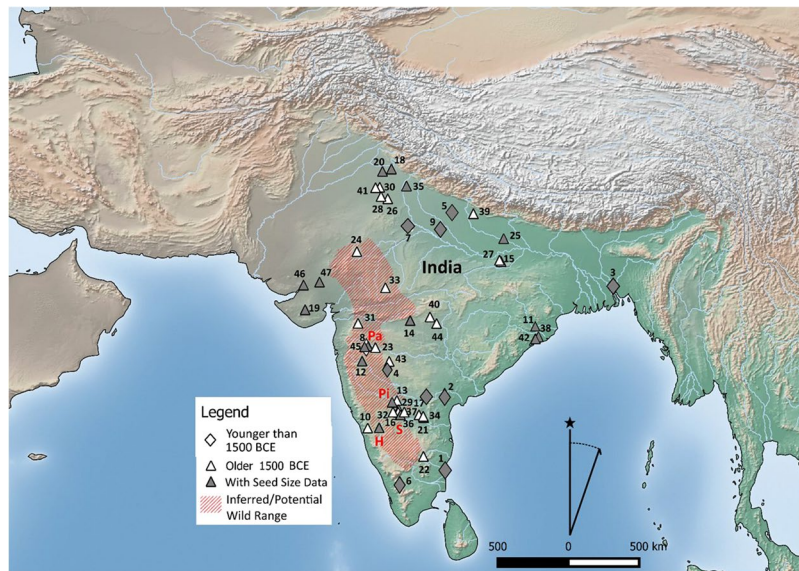 20 18
41 30 35
28 26
5 39
7 9
25
24
27 15
India
46 47
33
3
19
31
40
14 44
11
38
42
Pa
8
45 23
12
43
4
Pi
13
29 17 2
32 37 34
10 16 36 21
H S
22
1
6
Legend
Younger than
1500 BCE
Older 1500 BCE
With Seed Size Data
Inferred/Potential
Wild Range
500 0 500 km